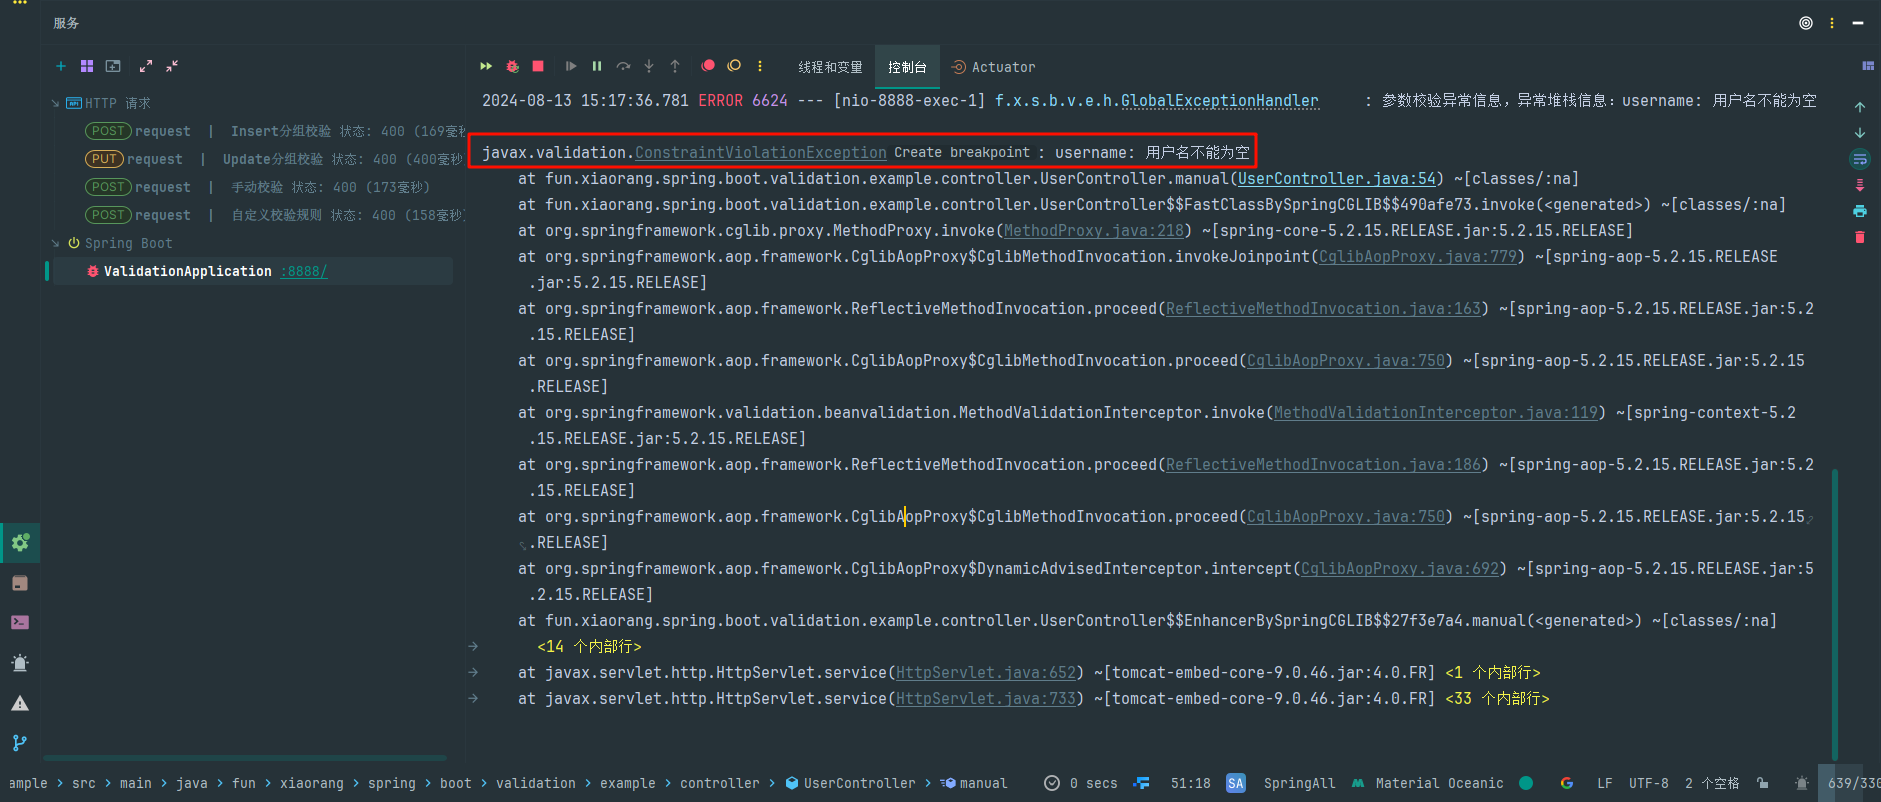 服务
线程和变量
控制台
Actuator
HTTP 请求
POST request | Insert分组校验 状态: 400 (169毫秒
PUT request | Update分组校验 状态: 400 (400毫秒
POST request | 手动校验 状态: 400 (173毫秒)
POST request | 自定义校验规则 状态: 400 (158毫秒)
Spring Boot
ValidationApplication :8888/
2024-08-13 15:17:36.781 ERROR 6624 --- [nio-8888-exec-1] f.x.s.b.v.e.h.GlobalExceptionHandler : 参数校验异常信息，异常堆栈信息：username: 用户名不能为空
javax.validation.ConstraintViolationException Create breakpoint : username: 用户名不能为空
at fun.xiaorang.spring.boot.validation.example.controller.UserController.manual(UserController.java:54) ~[classes/:na]
at fun.xiaorang.spring.boot.validation.example.controller.UserController$$FastClassBySpringCGLIB$$490afe73.invoke(<generated>) ~[classes/:na]
at org.springframework.cglib.proxy.MethodProxy.invoke(MethodProxy.java:218) ~[spring-core-5.2.15.RELEASE.jar:5.2.15.RELEASE]
at org.springframework.aop.framework.CglibAopProxy$CglibMethodInvocation.invokeJoinpoint(CglibAopProxy.java:779) ~[spring-aop-5.2.15.RELEASE
.jar:5.2.15.RELEASE]
at org.springframework.aop.framework.ReflectiveMethodInvocation.proceed(ReflectiveMethodInvocation.java:163) ~[spring-aop-5.2.15.RELEASE.jar:5.2
.15.RELEASE]
at org.springframework.aop.framework.CglibAopProxy$CglibMethodInvocation.proceed(CglibAopProxy.java:750) ~[spring-aop-5.2.15.RELEASE.jar:5.2.15
.RELEASE]
at org.springframework.validation.beanvalidation.MethodValidationInterceptor.invoke(MethodValidationInterceptor.java:119) ~[spring-context-5.2
.15.RELEASE.jar:5.2.15.RELEASE]
at org.springframework.aop.framework.ReflectiveMethodInvocation.proceed(ReflectiveMethodInvocation.java:186) ~[spring-aop-5.2.15.RELEASE.jar:5.2
.15.RELEASE]
at org.springframework.aop.framework.CglibAopProxy$CglibMethodInvocation.proceed(CglibAopProxy.java:750) ~[spring-aop-5.2.15.RELEASE.jar:5.2.15
.RELEASE]
at org.springframework.aop.framework.CglibAopProxy$DynamicAdvisedInterceptor.intercept(CglibAopProxy.java:692) ~[spring-aop-5.2.15.RELEASE.jar:5
.2.15.RELEASE]
at fun.xiaorang.spring.boot.validation.example.controller.UserController$$EnhancerBySpringCGLIB$$27f3e7a4.manual(<generated>) ~[classes/:na]
<14 个内部行>
at javax.servlet.http.HttpServlet.service(HttpServlet.java:652) ~[tomcat-embed-core-9.0.46.jar:4.0.FR] <1 个内部行>
at javax.servlet.http.HttpServlet.service(HttpServlet.java:733) ~[tomcat-embed-core-9.0.46.jar:4.0.FR] <33 个内部行>
ample > src > main > java > fun > xiaorang > spring > boot > validation > example > controller > UserController > manual
0 secs
51:18
SA SpringAll
Material Oceanic
LF UTF-8 2 个空格
639/330